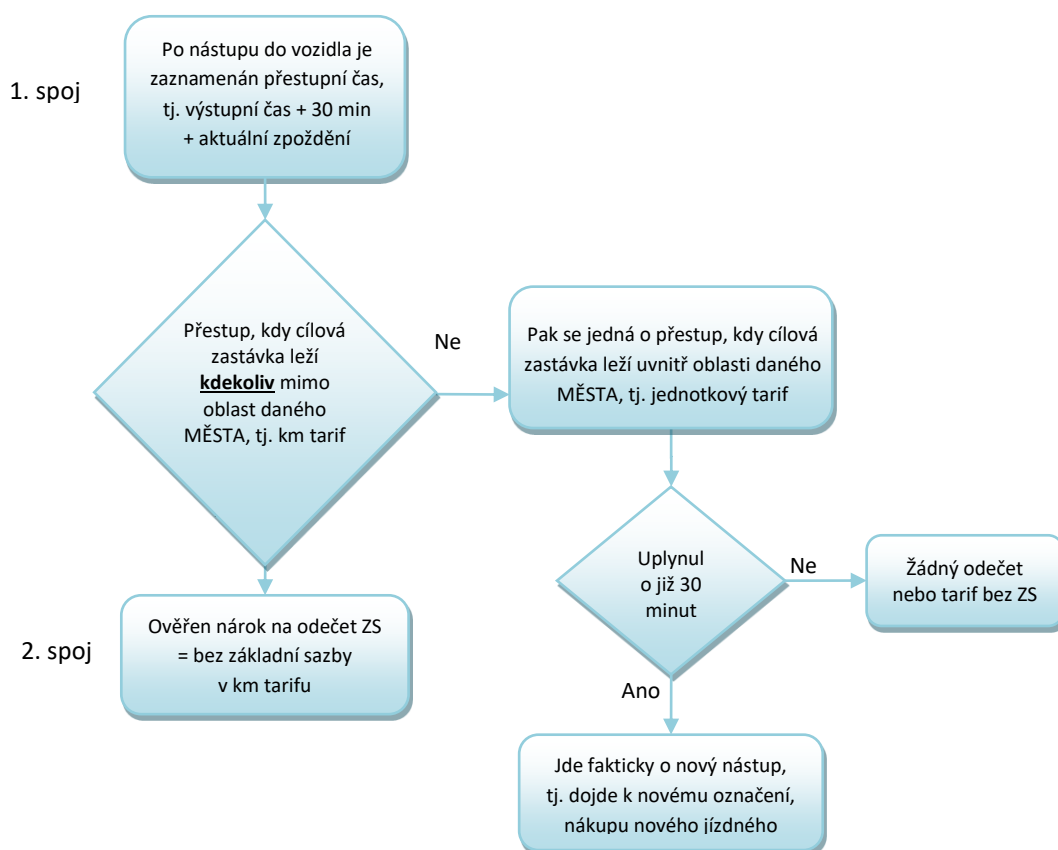 1. spoj
Po nástupu do vozidla je
zaznamenán přestupní čas,
tj. výstupní čas + 30 min
+ aktuální zpoždění
Přestup, kdy cílová
zastávka leží
kdekoliv mimo
oblast daného
MĚSTA, tj. km tarif
Ne
Pak se jedná o přestup, kdy cílová
zastávka leží uvnitř oblasti daného
MĚSTA, tj. jednotkový tarif
Uplynul
o již 30
minut
Ne
Žádný odečet
nebo tarif bez ZS
2. spoj
Ověřen nárok na odečet ZS
= bez základní sazby
v km tarifu
Ano
Jde fakticky o nový nástup,
tj. dojde k novému označení,
nákupu nového jízdného